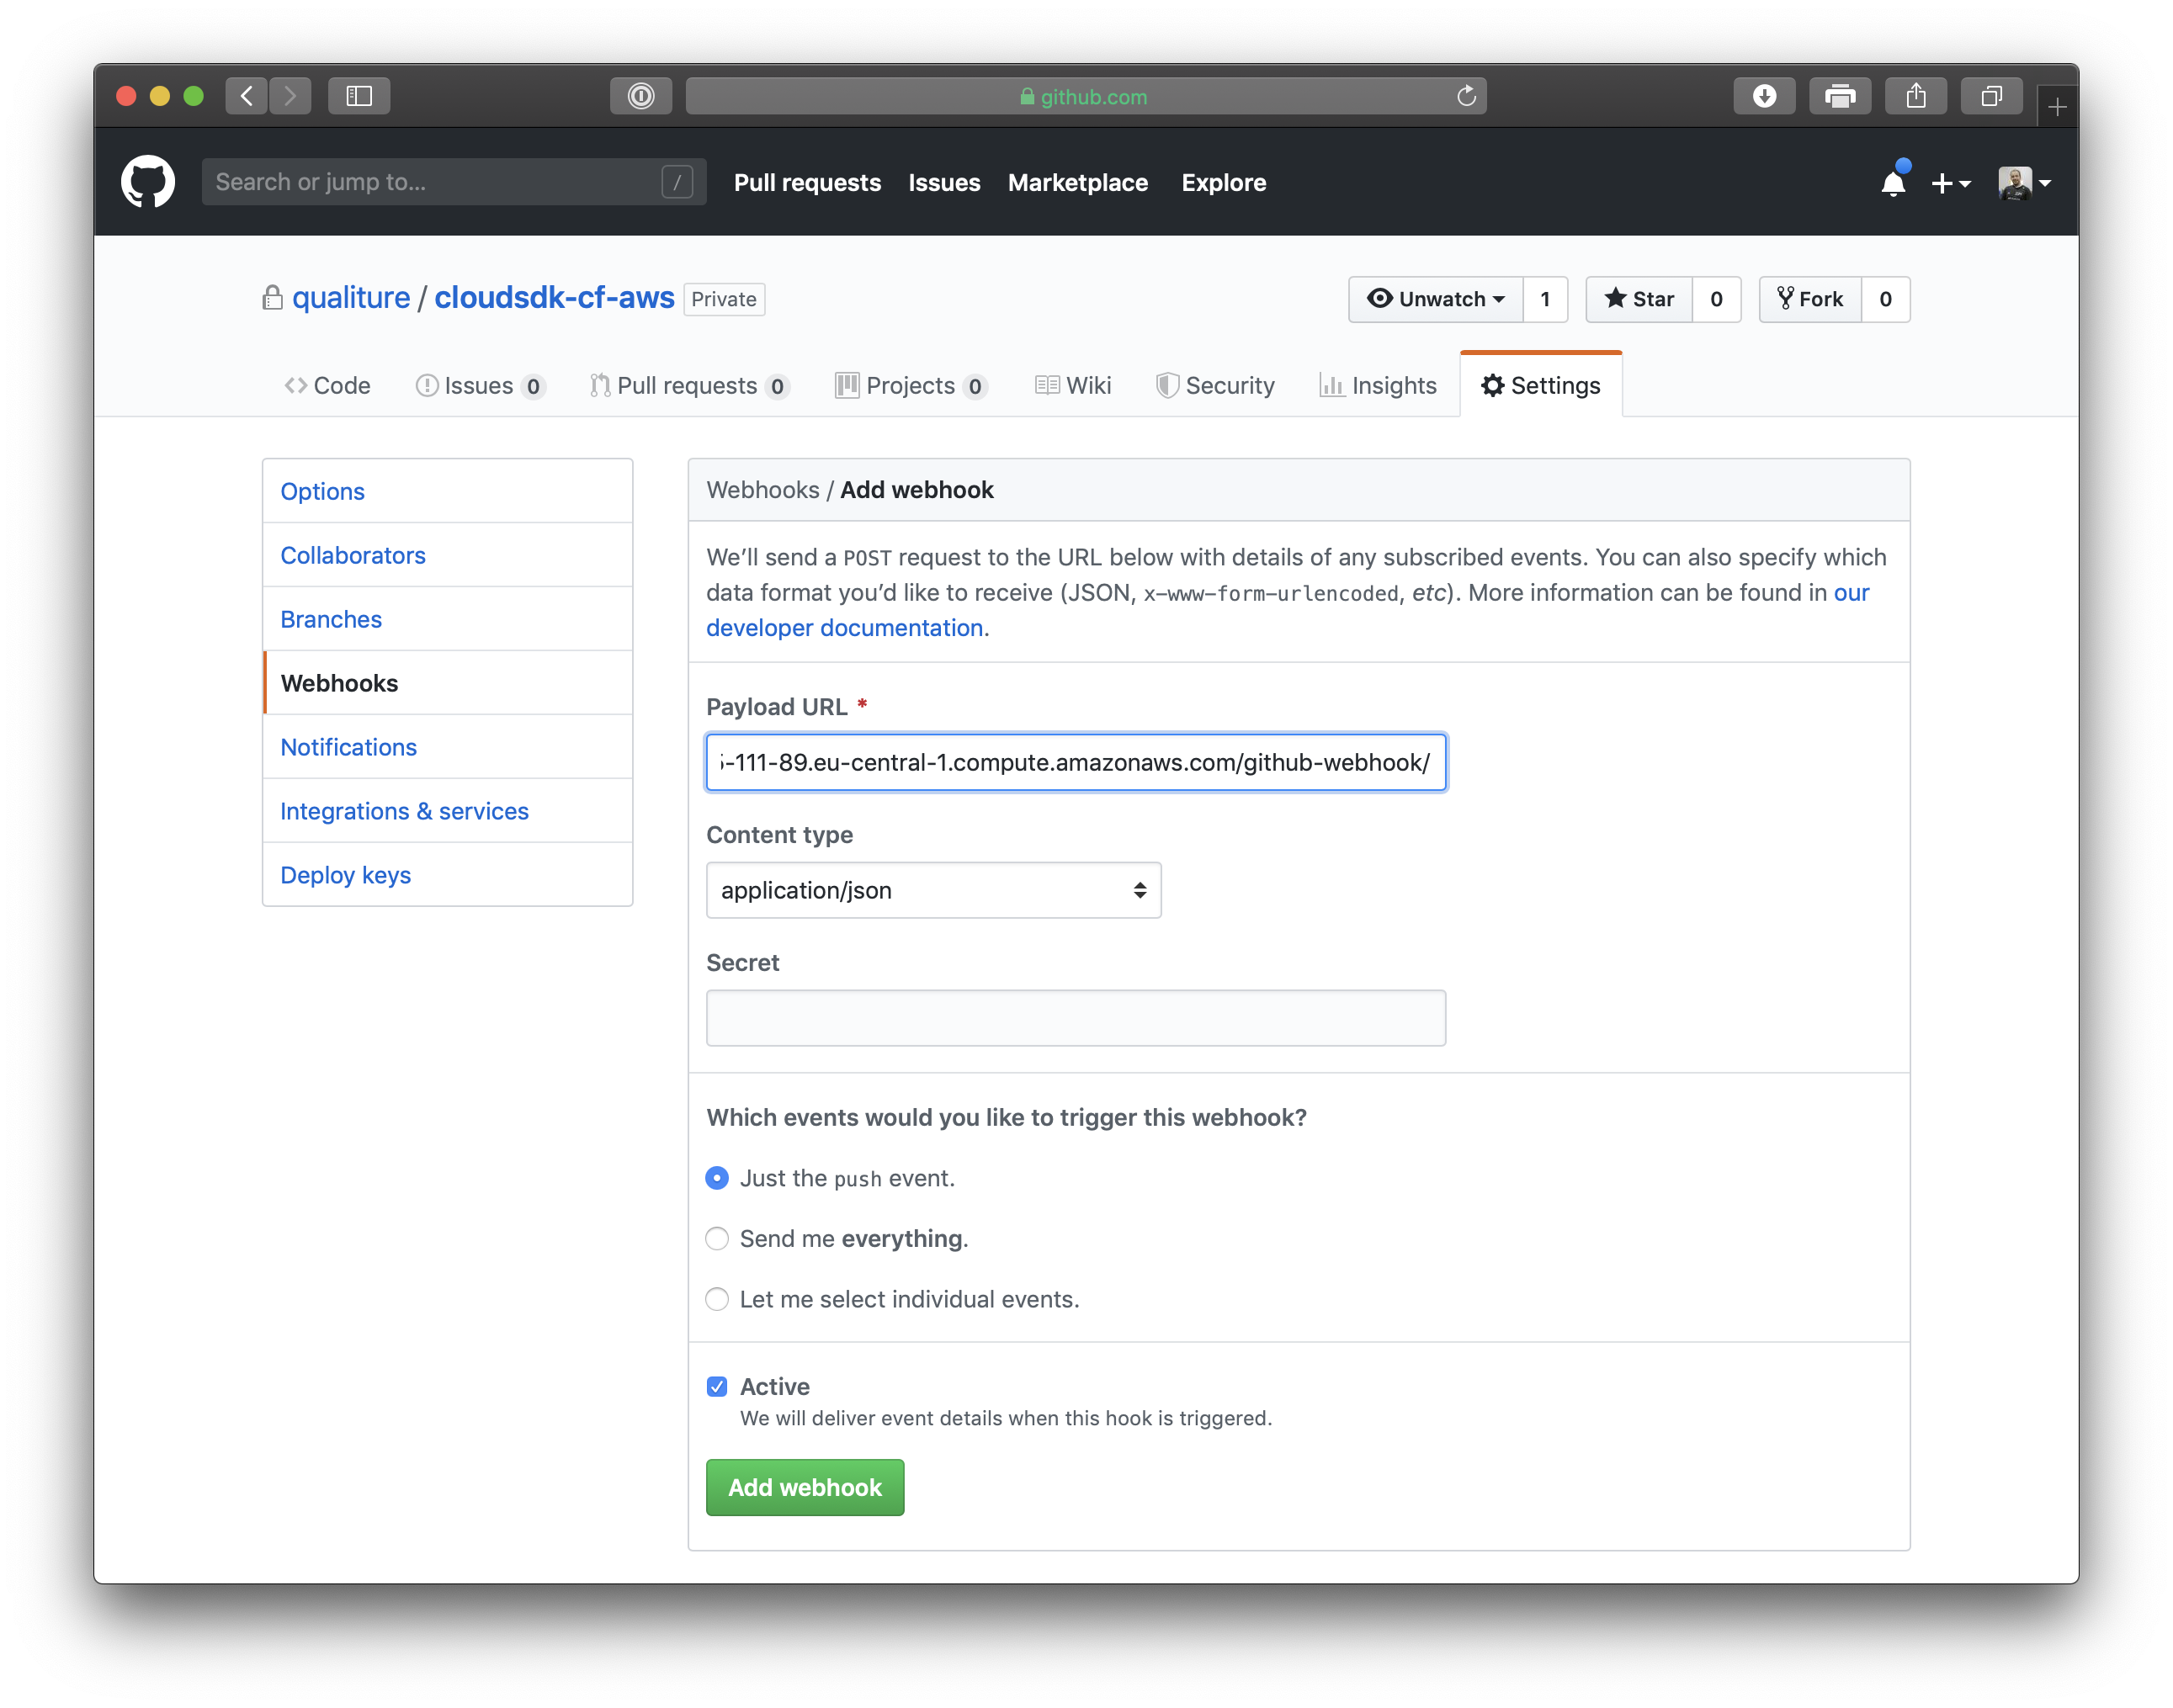 github.com
Search or jump to... /
Pull requests Issues Marketplace Explore
qualiture / cloudsdk-cf-aws Private
Unwatch 1 Star 0 Fork 0
Code Issues 0 Pull requests 0 Projects 0 Wiki Security Insights Settings
Options
Collaborators
Branches
Webhooks
Notifications
Integrations & services
Deploy keys
Webhooks / Add webhook
We’ll send a POST request to the URL below with details of any subscribed events. You can also specify which
data format you’d like to receive (JSON, x-www-form-urlencoded, etc). More information can be found in our
developer documentation.
Payload URL *
-111-89.eu-central-1.compute.amazonaws.com/github-webhook/
Content type
application/json
Secret
Which events would you like to trigger this webhook?
Just the push event.
Send me everything.
Let me select individual events.
Active
We will deliver event details when this hook is triggered.
Add webhook